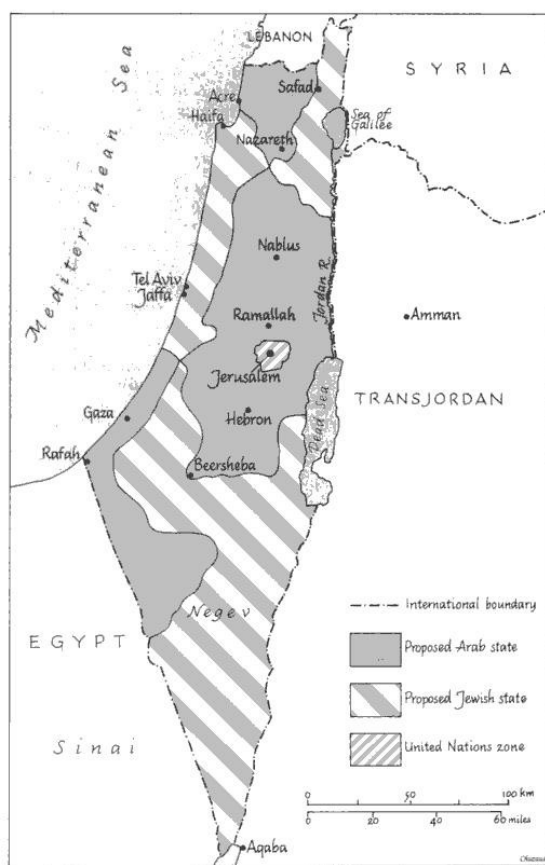 LEBANON
SYRIA
Safad
Acre
Haifa
Sea of
Galilee
Nazareth
Mediterranean Sea
Nablus
Tel Aviv
Jaffa
Jordan R.
Ramallah
Amman
Jerusalem
Dead Sea
TRANSJORDAN
Gaza
Hebron
Rafah
Beersheba
Negev
EGYPT
Sinai
Aqaba
International boundary
Proposed Arab state
Proposed Jewish state
United Nations zone
0 50 100 km
0 20 40 60 miles